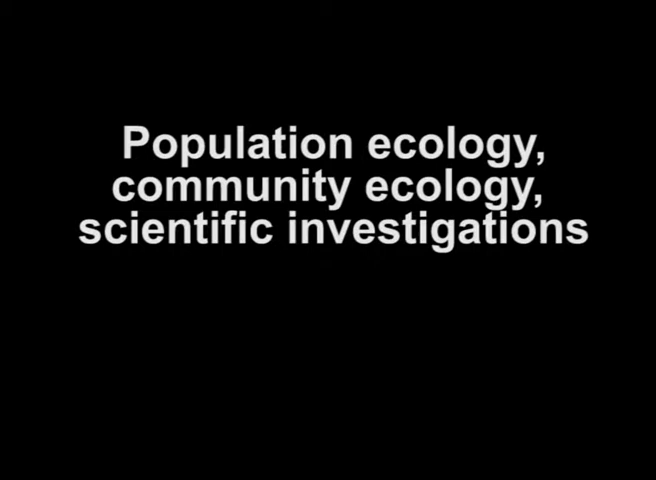 Population ecology,
community ecology,
scientific investigations